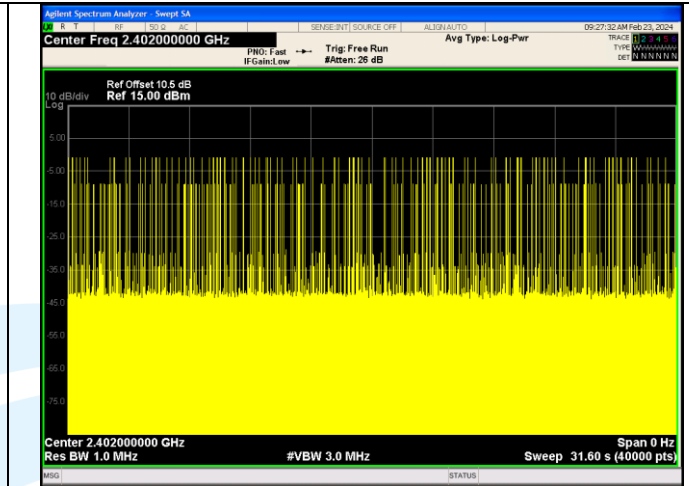 Agilent Spectrum Analyzer - Swept SA
R T RF 50 Ω AC SENSE:INT SOURCE OFF ALIGN AUTO 09:27:32 AM Feb 23, 2024
Center Freq 2.402000000 GHz
PNO: Fast
IFGain:Low
Trig: Free Run
#Atten: 26 dB
Avg Type: Log-Pwr
TRACE 1 2 3 4 5 6
TYPE
DET N N N N N N
Ref Offset 10.5 dB
10 dB/div Ref 15.00 dBm
Log
5.00
-5.00
-15.0
-25.0
-35.0
-45.0
-55.0
-65.0
-75.0
Center 2.402000000 GHz Span 0 Hz
Res BW 1.0 MHz #VBW 3.0 MHz Sweep 31.60 s (40000 pts)
MSG STATUS